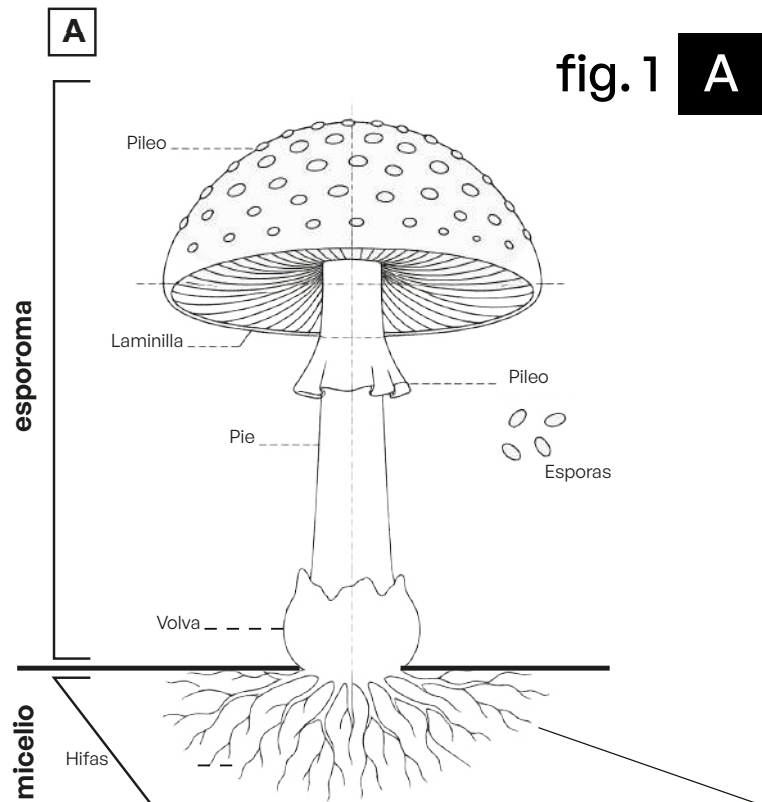 A
fig. 1 A
Pileo
esporoma
Laminilla
Pileo
Pie
Esporas
Volva
micelio
Hifas